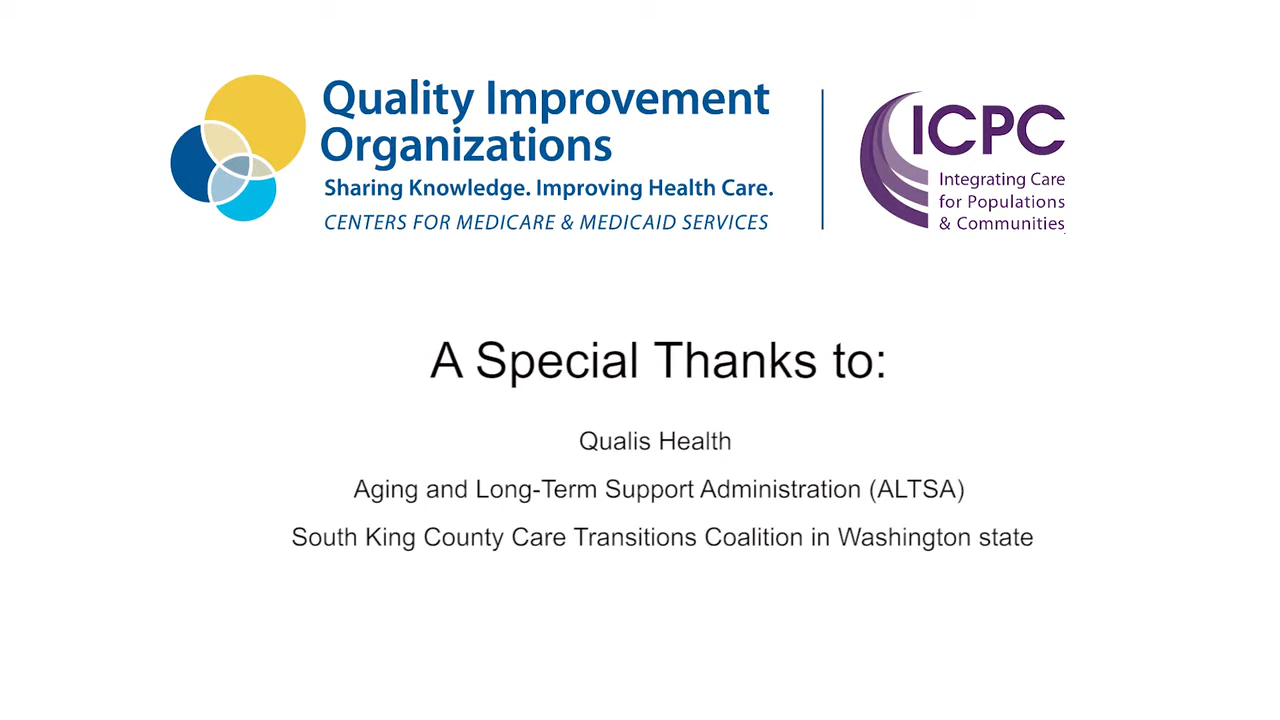 Quality Improvement
Organizations
Sharing Knowledge. Improving Health Care.
CENTERS FOR MEDICARE & MEDICAID SERVICES
ICPC
Integrating Care
for Populations
& Communities
A Special Thanks to:
Qualis Health
Aging and Long-Term Support Administration (ALTSA)
South King County Care Transitions Coalition in Washington state